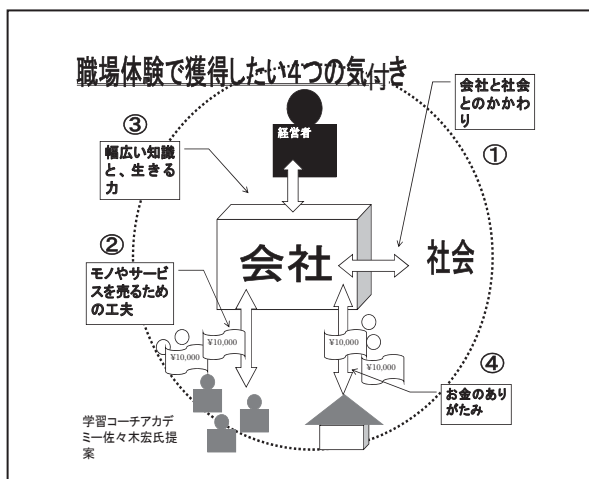 職場体験で獲得したい4つの気付き
会社と社会
とのかかわ
り
①
③
経営者
幅広い知識
と、生きる
力
会社
社会
②
モノやサービ
スを売るため
の工夫
¥10,000
¥10,000
¥10,000
¥10,000
④
お金のあり
がたみ
学習コーチアカデ
ミー佐々木宏氏提
案